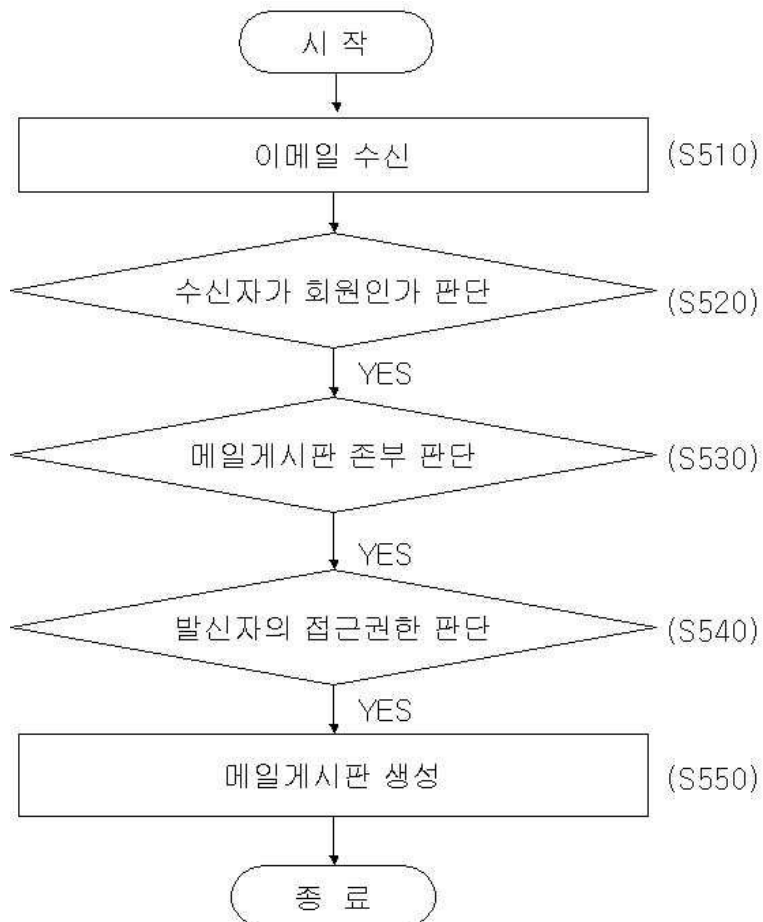 시 작
이메일 수신
(S510)
수신자가 회원인가 판단
(S520)
YES
메일게시판 존부 판단
(S530)
YES
발신자의 접근권한 판단
(S540)
YES
메일게시판 생성
(S550)
종 료